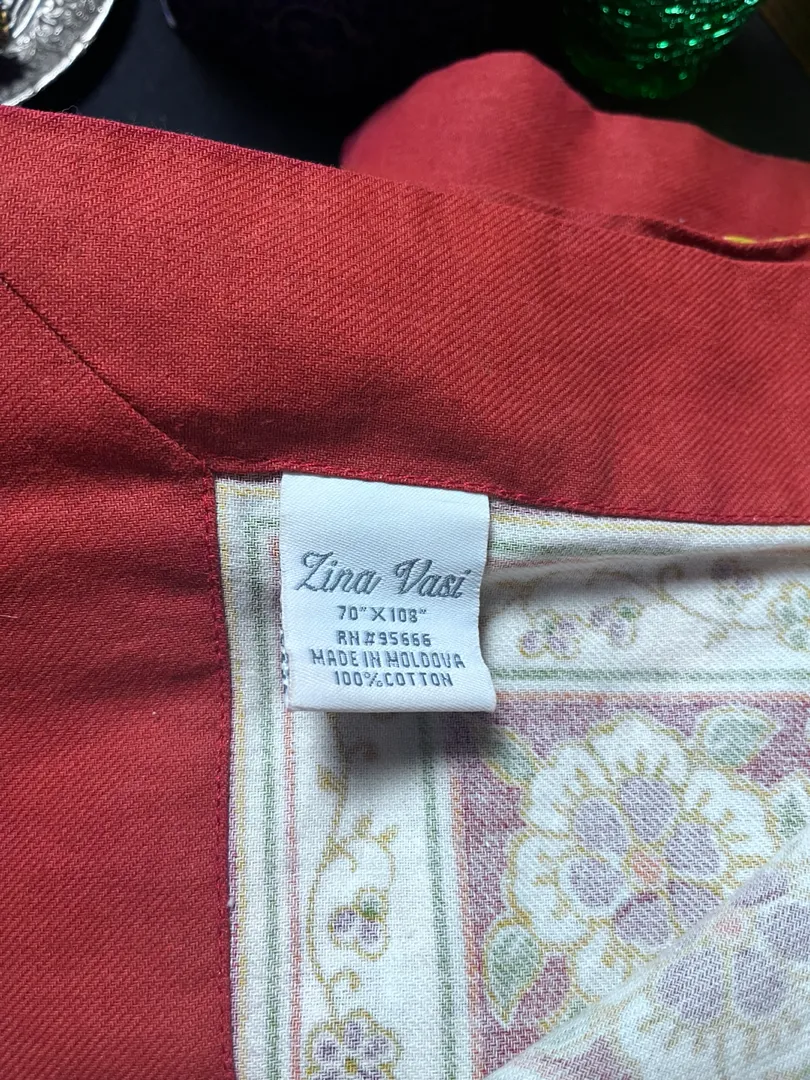 Zina Vasi
70" X 108"
RN#95666
MADE IN MOLDOVA
100%COTTON